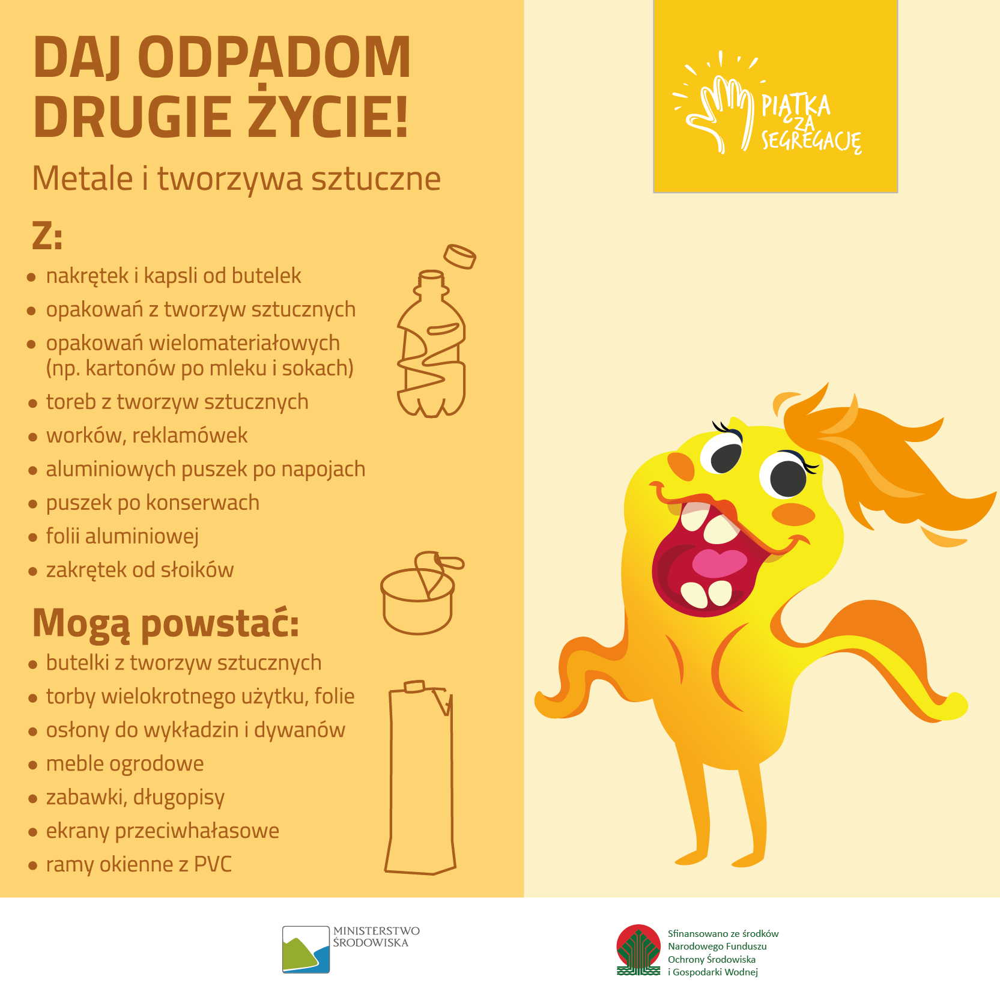 DAJ ODPADOM
DRUGIE ŻYCIE!
Metale i tworzywa sztuczne
Z:
• nakrętek i kapsli od butelek
• opakowań z tworzyw sztucznych
• opakowań wielomateriałowych
(np. kartonów po mleku i sokach)
• toreb z tworzyw sztucznych
• worków, reklamówek
• aluminiowych puszek po napojach
• puszek po konserwach
• folii aluminiowej
• zakrętek od słoików
Mogą powstać:
• butelki z tworzyw sztucznych
• torby wielokrotnego użytku, folie
• osłony do wykładzin i dywanów
• meble ogrodowe
• zabawki, długopisy
• ekrany przeciwhałasowe
• ramy okienne z PVC
PIĄTKA
ZA
SEGREGACJĘ
MINISTERSTWO
ŚRODOWISKA
Sfinansowano ze środków
Narodowego Funduszu
Ochrony Środowiska
i Gospodarki Wodnej